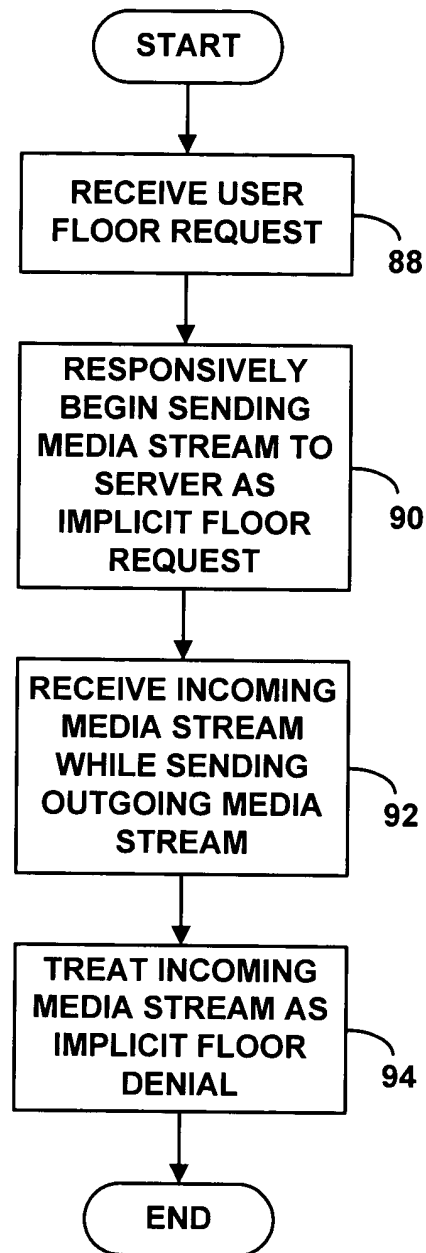 START
RECEIVE USER
FLOOR REQUEST
88
RESPONSIVELY
BEGIN SENDING
MEDIA STREAM TO
SERVER AS
IMPLICIT FLOOR
REQUEST
90
RECEIVE INCOMING
MEDIA STREAM
WHILE SENDING
OUTGOING MEDIA
STREAM
92
TREAT INCOMING
MEDIA STREAM AS
IMPLICIT FLOOR
DENIAL
94
END